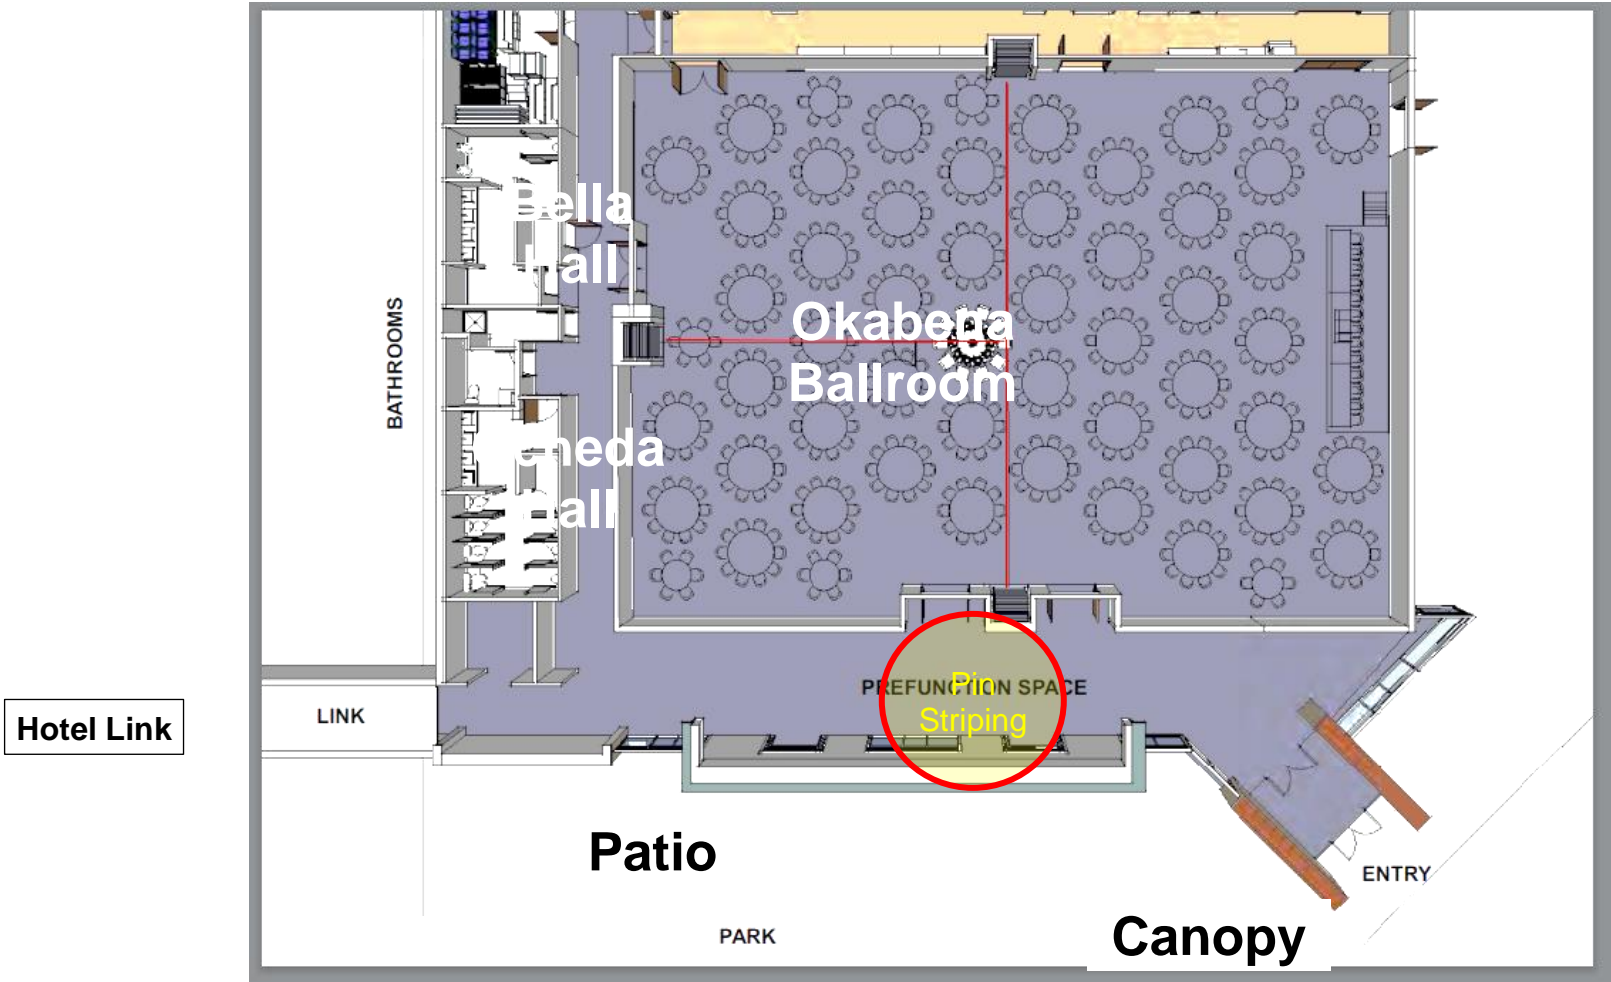 Bella
Hall
BATHROOMS
Okabena
Ballroom
Hall
PREFUNCTION SPACE
Pin
Striping
LINK
Hotel Link
Patio
ENTRY
PARK
Canopy